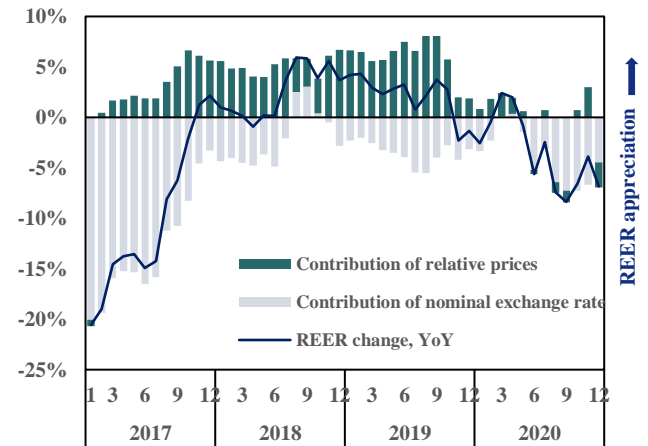 10%
5%
0%
-5%
-10%
-15%
-20%
-25%
REER appreciation
Contribution of relative prices
Contribution of nominal exchange rate
REER change, YoY
1 3 6 9 12 3 6 9 12 3 6 9 12 3 6 9 12
2017 2018 2019 2020